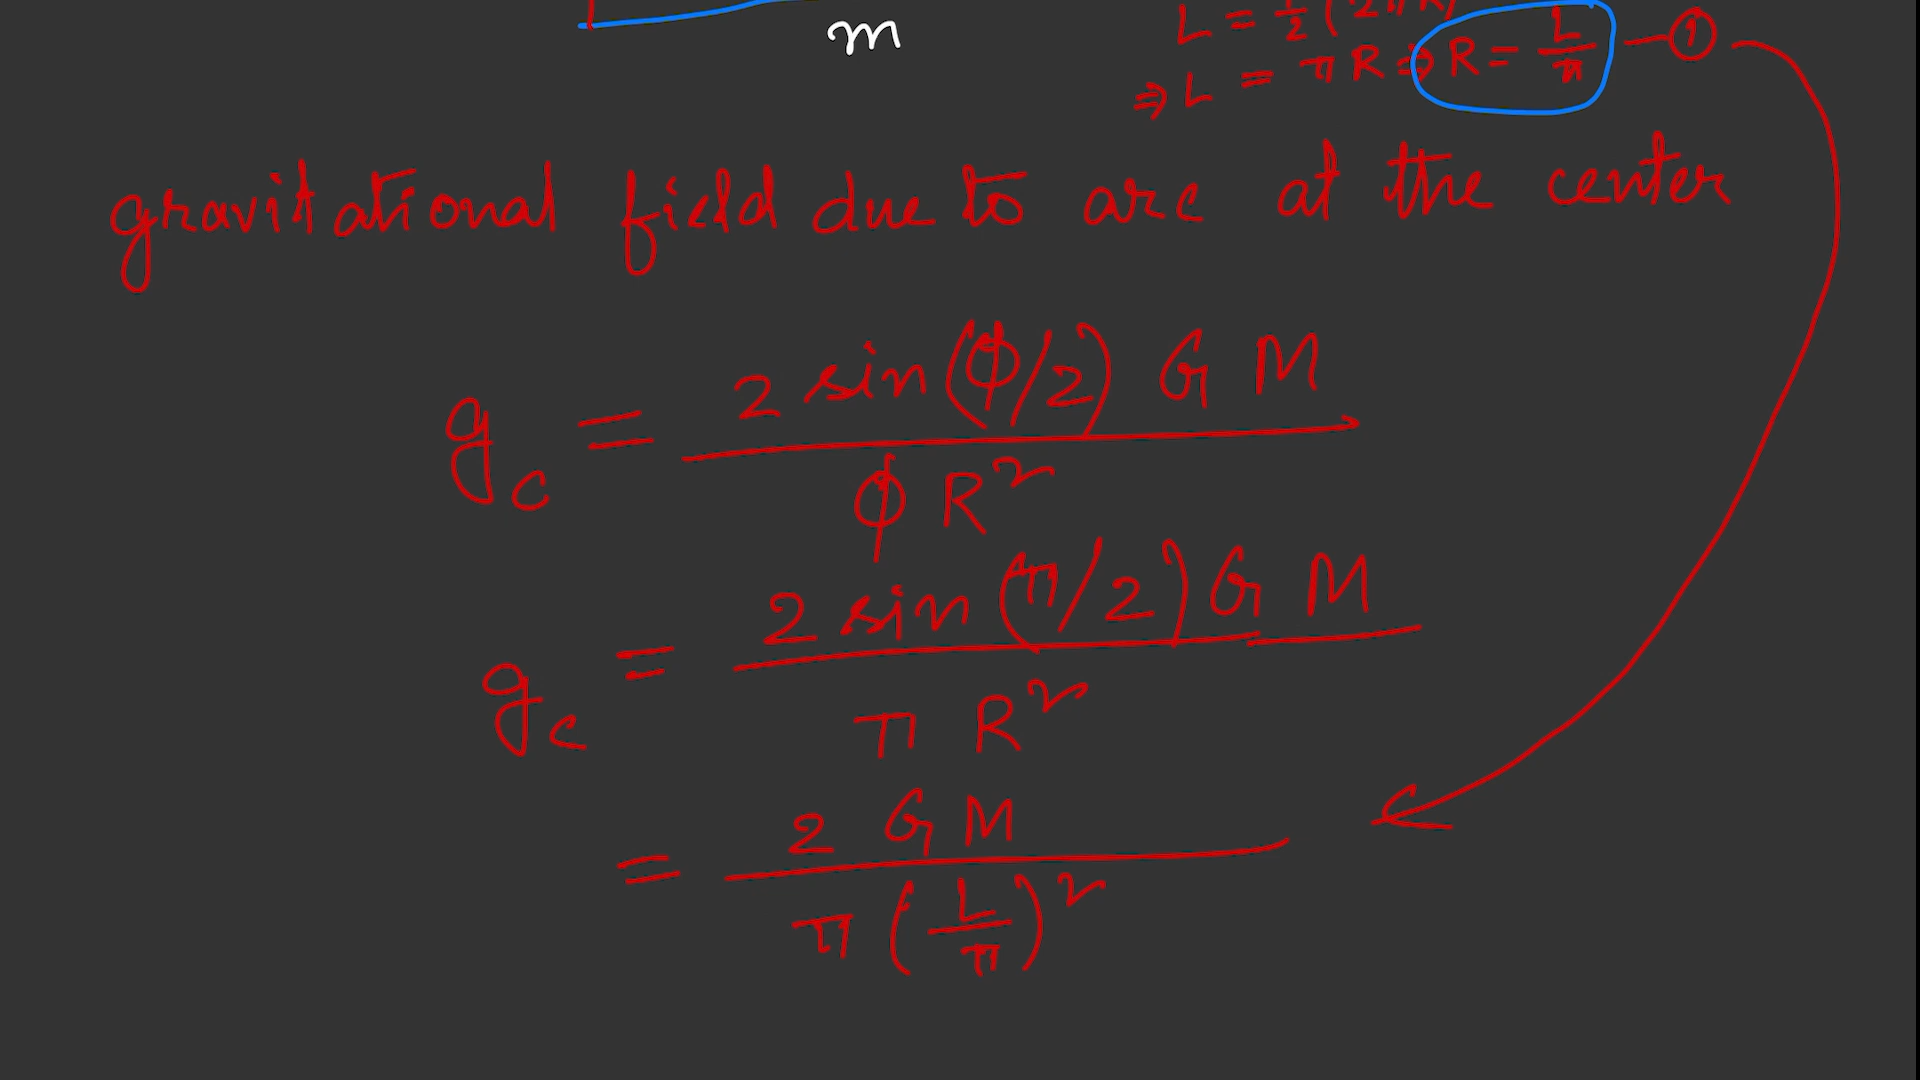 L = 1/2 (2πR)
m
⇒ L = π R ⇒ R = L/π — ①
gravitational field due to arc at the center
g_c = 2 sin(ϕ/2) G M / ϕ R²
g_c = 2 sin(π/2) G M / π R²
= 2 G M / π (L/π)²